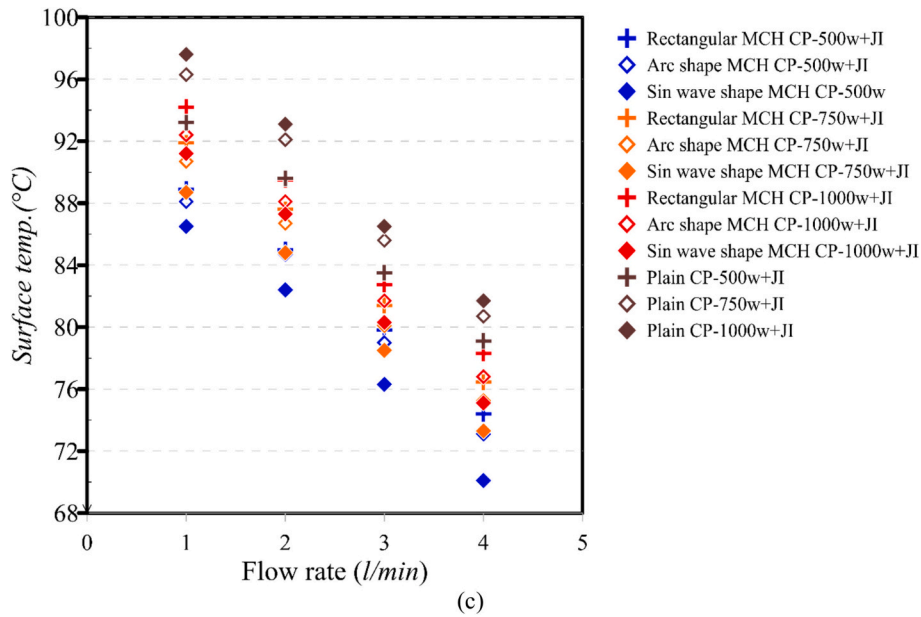 100
96
92
88
84
80
76
72
68
Surface temp.(°C)
0 1 2 3 4 5
Flow rate (l/min)
(c)
Rectangular MCH CP-500w+JI
Arc shape MCH CP-500w+JI
Sin wave shape MCH CP-500w
Rectangular MCH CP-750w+JI
Arc shape MCH CP-750w+JI
Sin wave shape MCH CP-750w+JI
Rectangular MCH CP-1000w+JI
Arc shape MCH CP-1000w+JI
Sin wave shape MCH CP-1000w+JI
Plain CP-500w+JI
Plain CP-750w+JI
Plain CP-1000w+JI